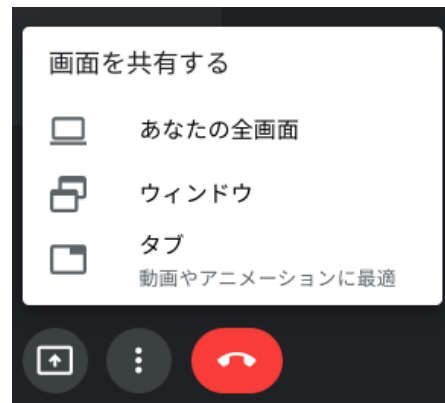 画面を共有する
あなたの全画面
ウィンドウ
タブ
動画やアニメーションに最適